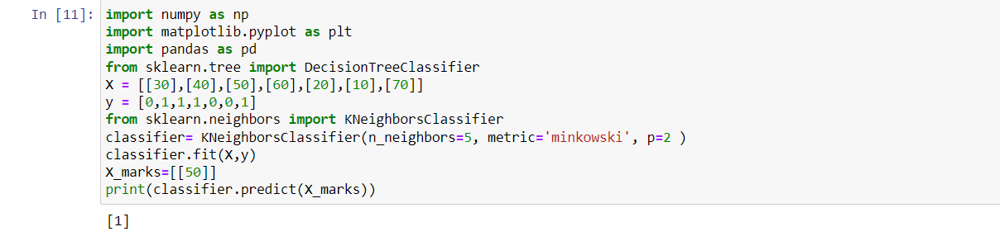 In [11]: import numpy as np
import matplotlib.pyplot as plt
import pandas as pd
from sklearn.tree import DecisionTreeClassifier
X = [[30],[40],[50],[60],[20],[10],[70]]
y = [0,1,1,1,0,0,1]
from sklearn.neighbors import KNeighborsClassifier
classifier= KNeighborsClassifier(n_neighbors=5, metric='minkowski', p=2 )
classifier.fit(X,y)
X_marks=[[50]]
print(classifier.predict(X_marks))
[1]